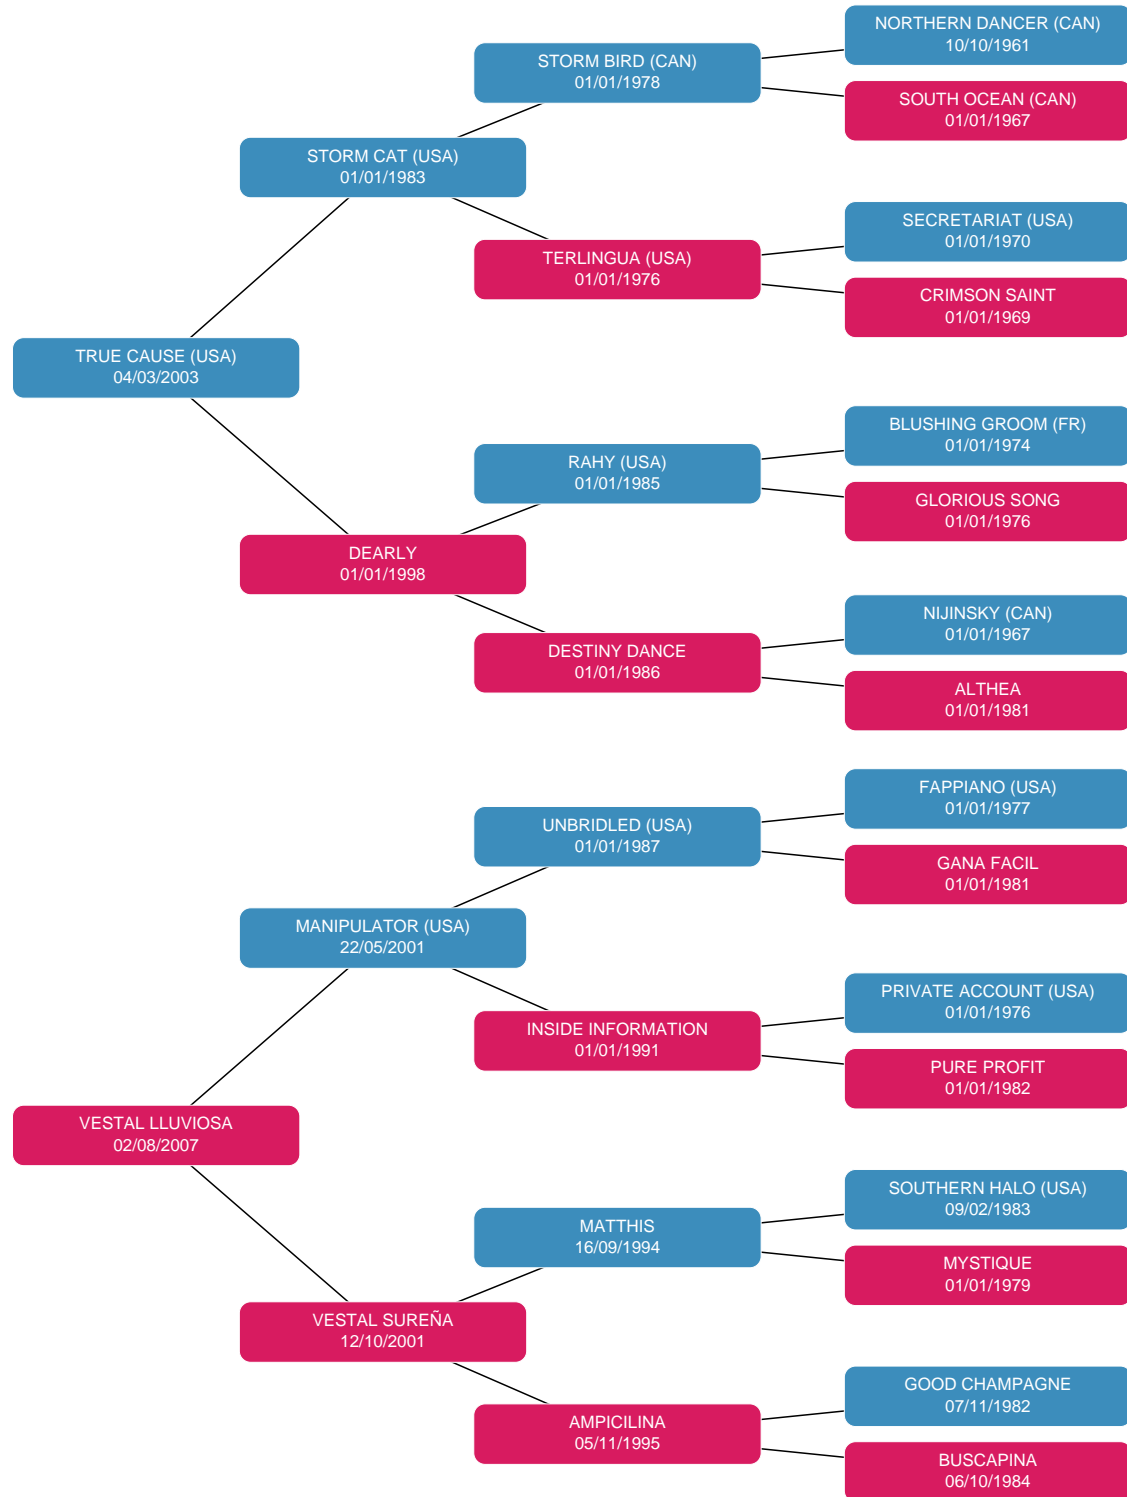 NORTHERN DANCER (CAN)
10/10/1961
STORM BIRD (CAN)
01/01/1978
SOUTH OCEAN (CAN)
01/01/1967
STORM CAT (USA)
01/01/1983
SECRETARIAT (USA)
01/01/1970
TERLINGUA (USA)
01/01/1976
CRIMSON SAINT
01/01/1969
TRUE CAUSE (USA)
04/03/2003
BLUSHING GROOM (FR)
01/01/1974
RAHY (USA)
01/01/1985
GLORIOUS SONG
01/01/1976
DEARLY
01/01/1998
NIJINSKY (CAN)
01/01/1967
DESTINY DANCE
01/01/1986
ALTHEA
01/01/1981
FAPPIANO (USA)
01/01/1977
UNBRIDLED (USA)
01/01/1987
GANA FACIL
01/01/1981
MANIPULATOR (USA)
22/05/2001
PRIVATE ACCOUNT (USA)
01/01/1976
INSIDE INFORMATION
01/01/1991
PURE PROFIT
01/01/1982
VESTAL LLUVIOSA
02/08/2007
SOUTHERN HALO (USA)
09/02/1983
MATTHIS
16/09/1994
MYSTIQUE
01/01/1979
VESTAL SUREÑA
12/10/2001
GOOD CHAMPAGNE
07/11/1982
AMPICILINA
05/11/1995
BUSCAPINA
06/10/1984